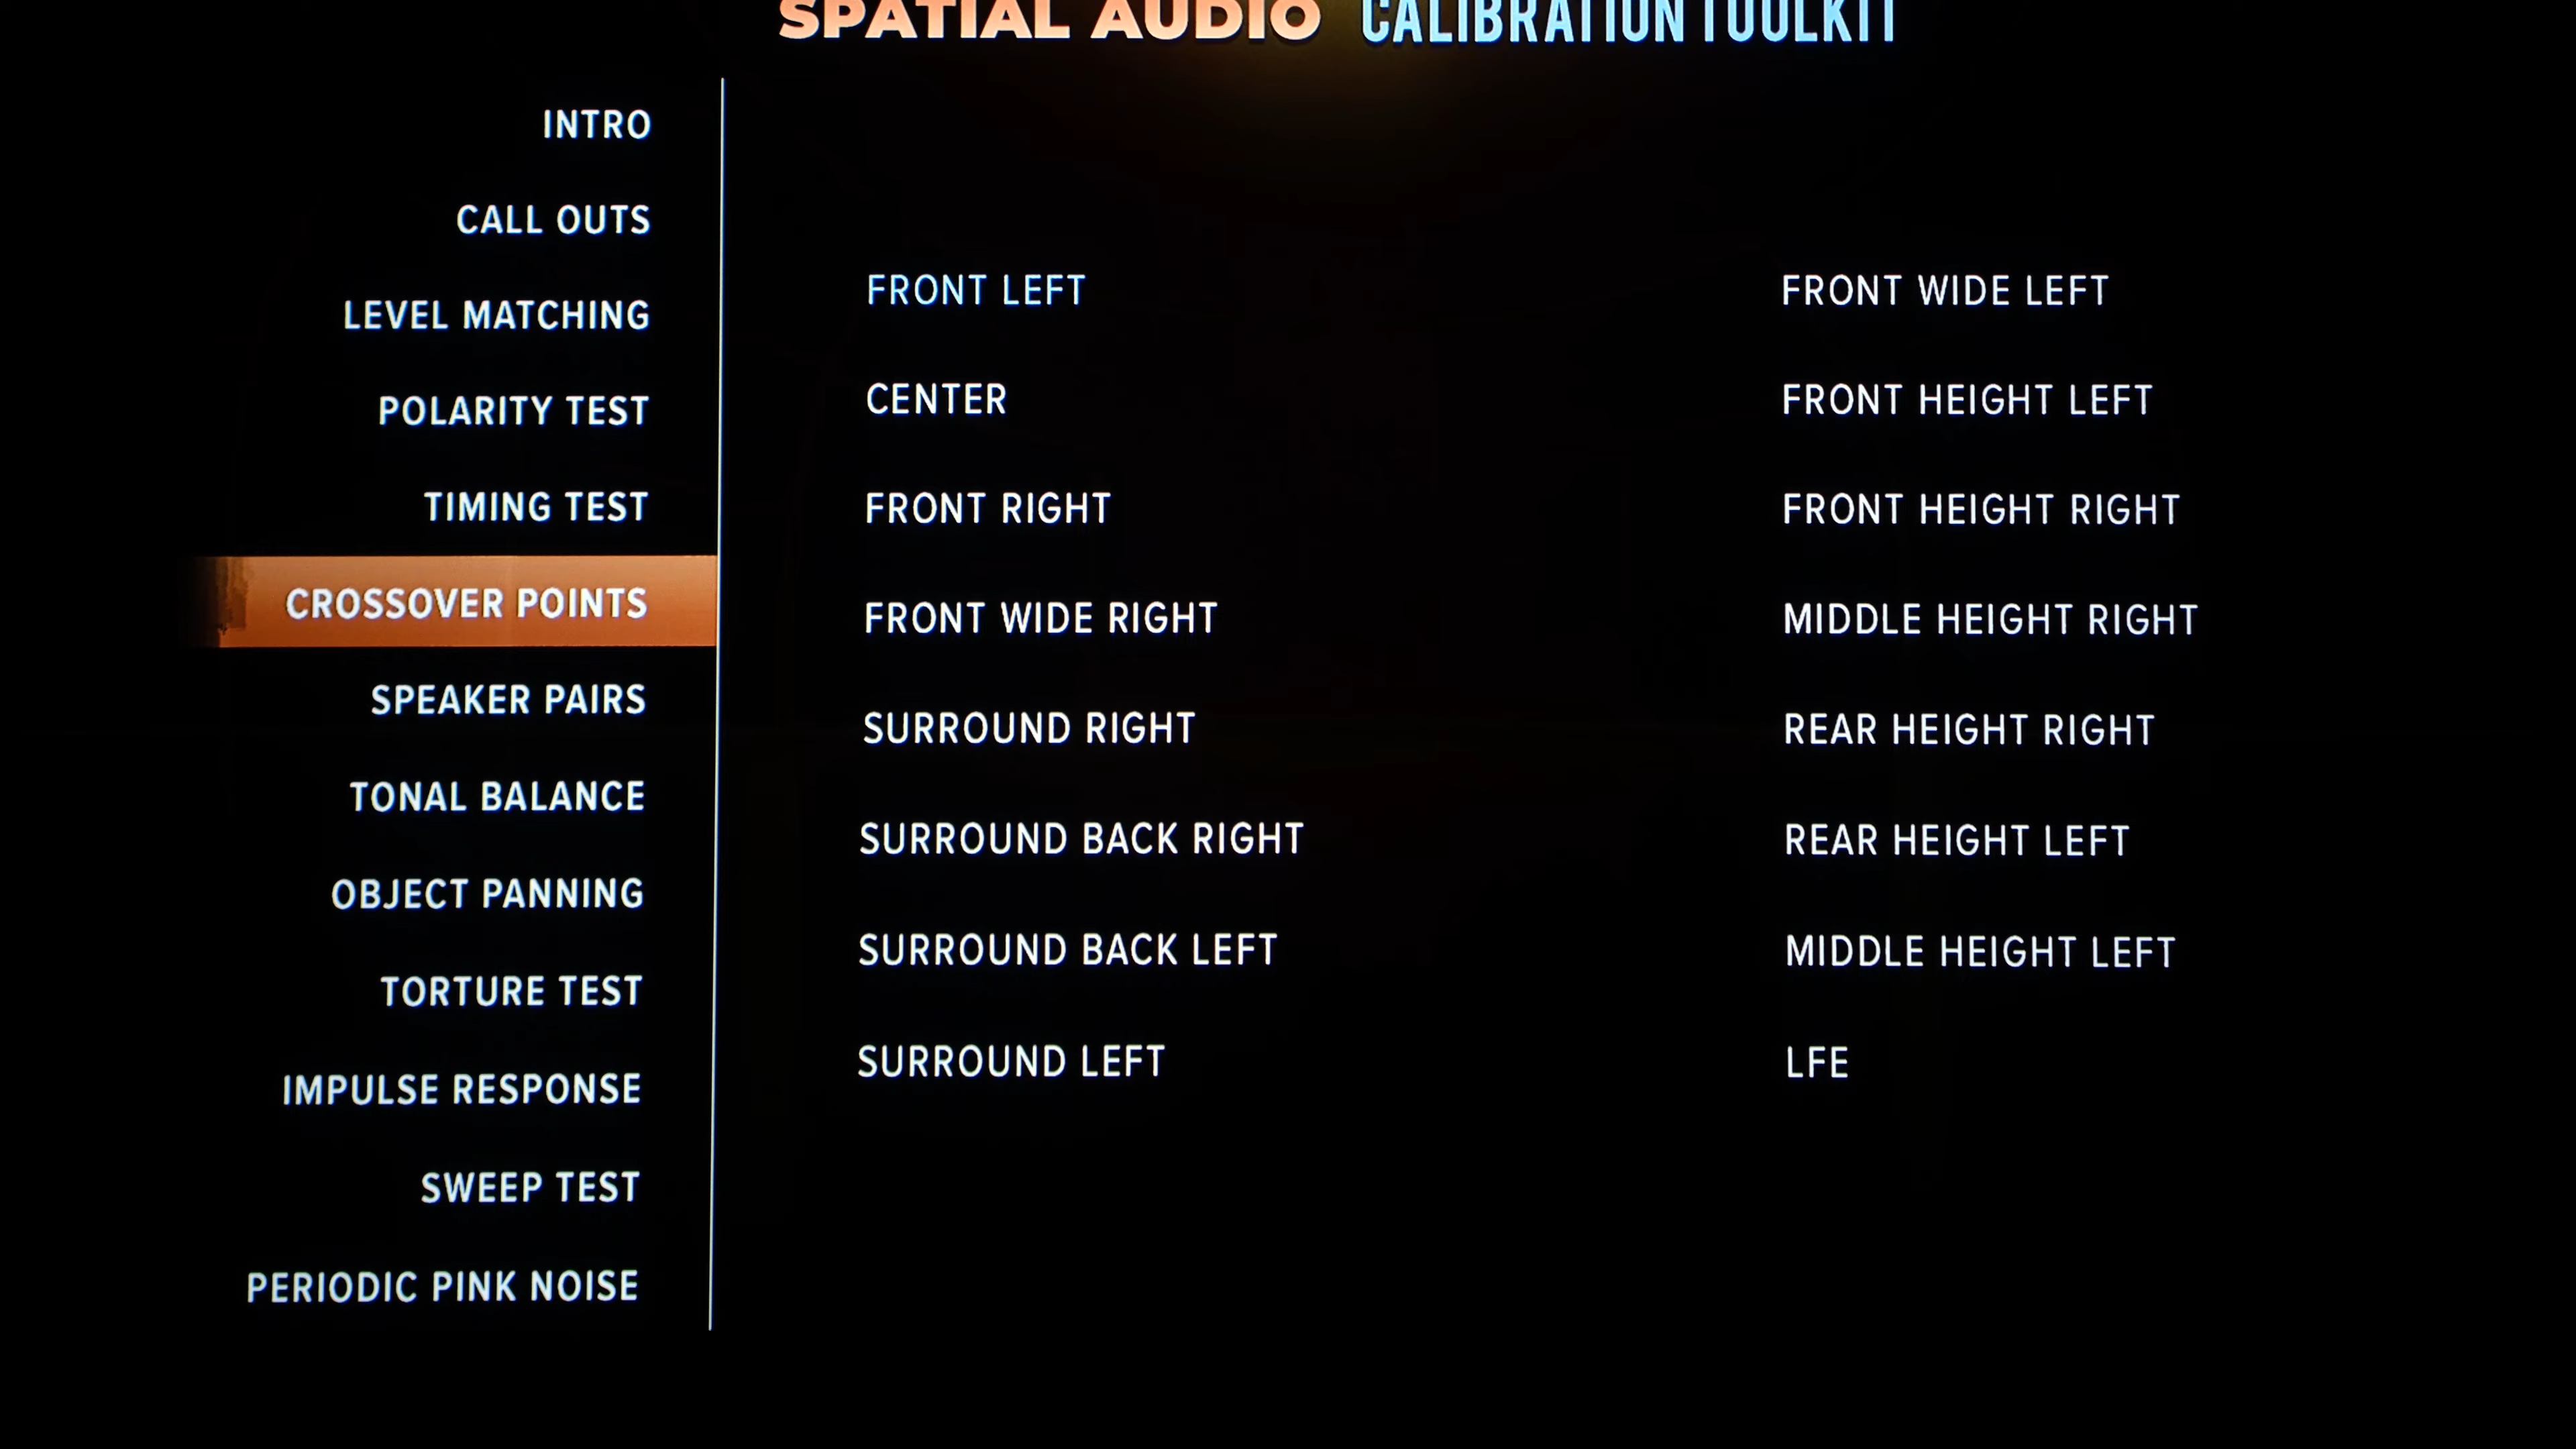 SPATIAL AUDIO CALIBRATION TOOLKIT
INTRO
CALL OUTS
LEVEL MATCHING
POLARITY TEST
TIMING TEST
CROSSOVER POINTS
SPEAKER PAIRS
TONAL BALANCE
OBJECT PANNING
TORTURE TEST
IMPULSE RESPONSE
SWEEP TEST
PERIODIC PINK NOISE
FRONT LEFT
CENTER
FRONT RIGHT
FRONT WIDE RIGHT
SURROUND RIGHT
SURROUND BACK RIGHT
SURROUND BACK LEFT
SURROUND LEFT
FRONT WIDE LEFT
FRONT HEIGHT LEFT
FRONT HEIGHT RIGHT
MIDDLE HEIGHT RIGHT
REAR HEIGHT RIGHT
REAR HEIGHT LEFT
MIDDLE HEIGHT LEFT
LFE